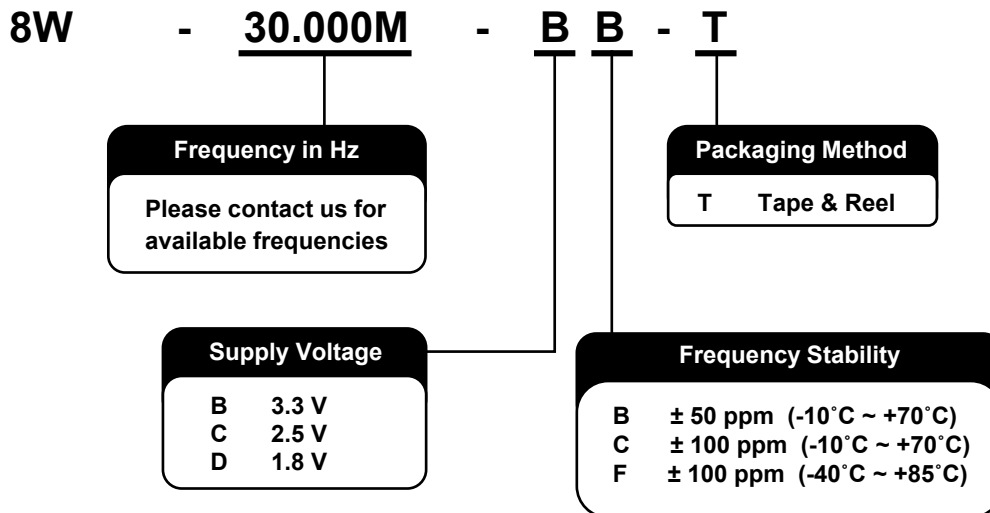 8W - 30.000M - B B - T
Frequency in Hz
Please contact us for
available frequencies
Packaging Method
T Tape & Reel
Supply Voltage
B 3.3 V
C 2.5 V
D 1.8 V
Frequency Stability
B ± 50 ppm (-10˚C ~ +70˚C)
C ± 100 ppm (-10˚C ~ +70˚C)
F ± 100 ppm (-40˚C ~ +85˚C)